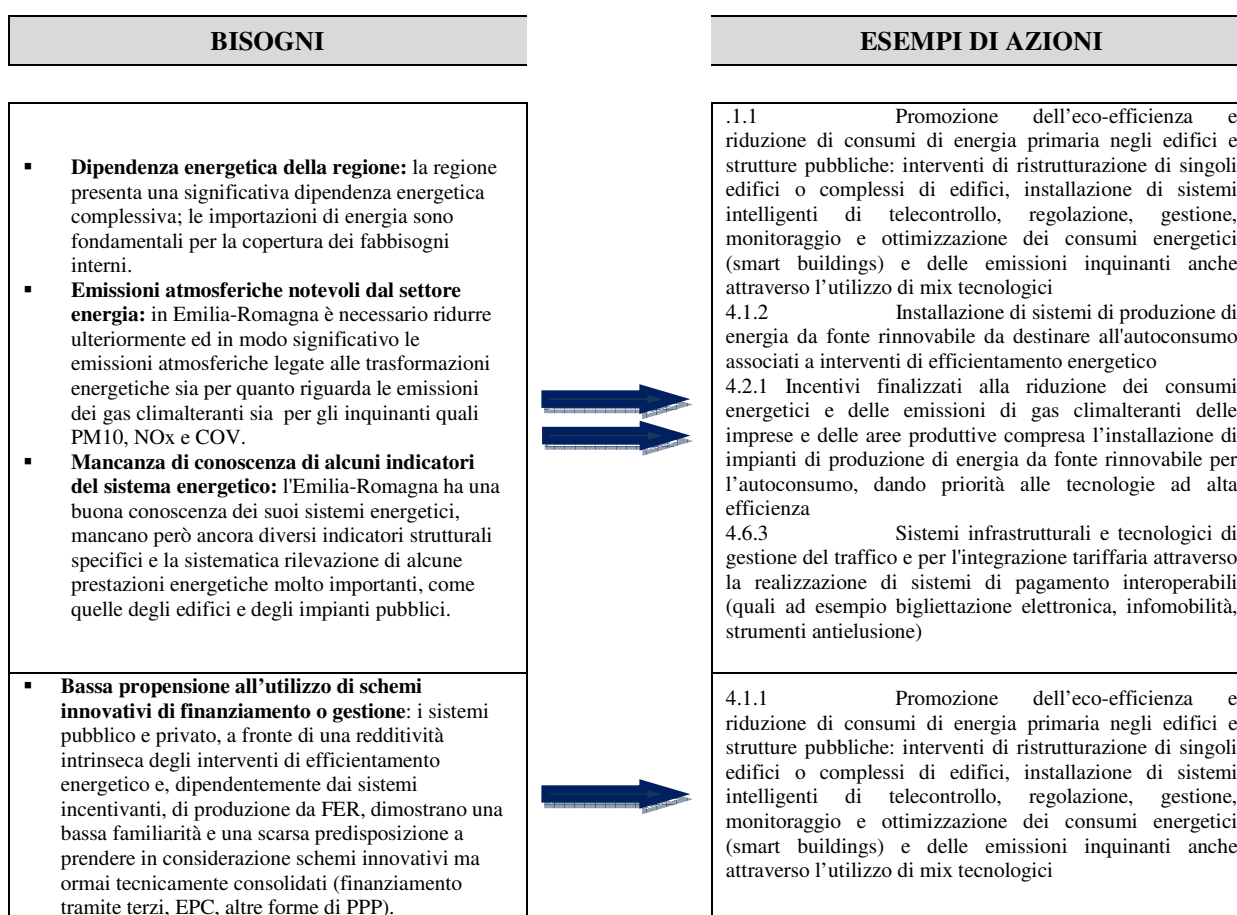 BISOGNI
ESEMPI DI AZIONI
▪ Dipendenza energetica della regione: la regione
presenta una significativa dipendenza energetica
complessiva; le importazioni di energia sono
fondamentali per la copertura dei fabbisogni
interni.
▪ Emissioni atmosferiche notevoli dal settore
energia: in Emilia-Romagna è necessario ridurre
ulteriormente ed in modo significativo le
emissioni atmosferiche legate alle trasformazioni
energetiche sia per quanto riguarda le emissioni
dei gas climalteranti sia per gli inquinanti quali
PM10, NOx e COV.
▪ Mancanza di conoscenza di alcuni indicatori
del sistema energetico: l'Emilia-Romagna ha una
buona conoscenza dei suoi sistemi energetici,
mancano però ancora diversi indicatori strutturali
specifici e la sistematica rilevazione di alcune
prestazioni energetiche molto importanti, come
quelle degli edifici e degli impianti pubblici.
.1.1 Promozione dell’eco-efficienza e
riduzione di consumi di energia primaria negli edifici e
strutture pubbliche: interventi di ristrutturazione di singoli
edifici o complessi di edifici, installazione di sistemi
intelligenti di telecontrollo, regolazione, gestione,
monitoraggio e ottimizzazione dei consumi energetici
(smart buildings) e delle emissioni inquinanti anche
attraverso l’utilizzo di mix tecnologici
4.1.2 Installazione di sistemi di produzione di
energia da fonte rinnovabile da destinare all'autoconsumo
associati a interventi di efficientamento energetico
4.2.1 Incentivi finalizzati alla riduzione dei consumi
energetici e delle emissioni di gas climalteranti delle
imprese e delle aree produttive compresa l’installazione di
impianti di produzione di energia da fonte rinnovabile per
l’autoconsumo, dando priorità alle tecnologie ad alta
efficienza
4.6.3 Sistemi infrastrutturali e tecnologici di
gestione del traffico e per l'integrazione tariffaria attraverso
la realizzazione di sistemi di pagamento interoperabili
(quali ad esempio bigliettazione elettronica, infomobilità,
strumenti antielusione)
▪ Bassa propensione all’utilizzo di schemi
innovativi di finanziamento o gestione: i sistemi
pubblico e privato, a fronte di una redditività
intrinseca degli interventi di efficientamento
energetico e, dipendentemente dai sistemi
incentivanti, di produzione da FER, dimostrano una
bassa familiarità e una scarsa predisposizione a
prendere in considerazione schemi innovativi ma
ormai tecnicamente consolidati (finanziamento
tramite terzi, EPC, altre forme di PPP).
4.1.1 Promozione dell’eco-efficienza e
riduzione di consumi di energia primaria negli edifici e
strutture pubbliche: interventi di ristrutturazione di singoli
edifici o complessi di edifici, installazione di sistemi
intelligenti di telecontrollo, regolazione, gestione,
monitoraggio e ottimizzazione dei consumi energetici
(smart buildings) e delle emissioni inquinanti anche
attraverso l’utilizzo di mix tecnologici